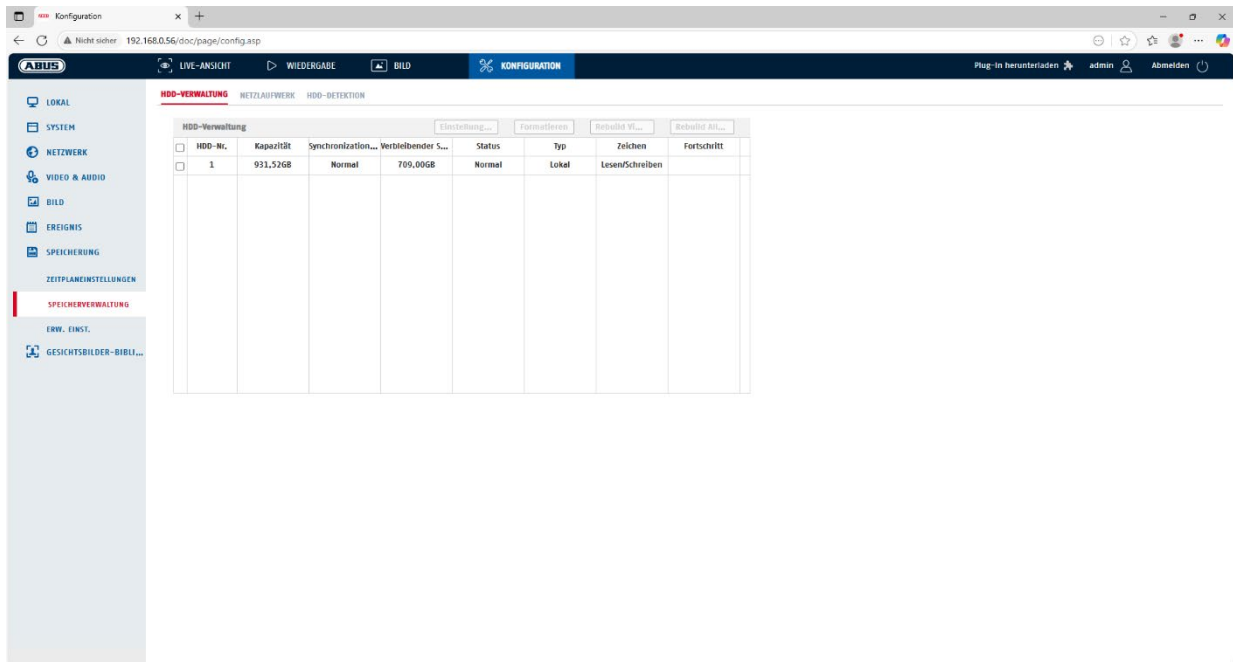 Konfiguration
Nicht sicher 192.168.0.56/doc/page/config.asp
ABUS LIVE-ANSICHT WIEDERGABE BILD KONFIGURATION Plug-In herunterladen admin Abmelden
LOKAL
SYSTEM
NETZWERK
VIDEO & AUDIO
BILD
EREIGNIS
SPEICHERUNG
ZEITPLANEINSTELLUNGEN
SPEICHERVERWALTUNG
ERW. EINST.
GESICHTSBILDER-BIBLI...
HDD-VERWALTUNG NETZLAUFWERK HDD-DETEKTION
HDD-Verwaltung Einstellung... Formatieren Rebuild Vi... Rebuild All...
HDD-Nr. Kapazität Synchronization... Verbleibender S... Status Typ Zeichen Fortschritt
1 931,52GB Normal 709,00GB Normal Lokal Lesen/Schreiben